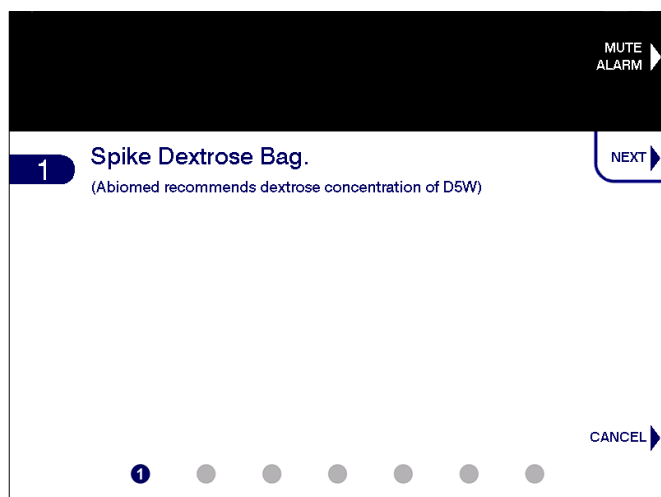 MUTE
ALARM
1
Spike Dextrose Bag.
NEXT
(Abiomed recommends dextrose concentration of D5W)
CANCEL
1